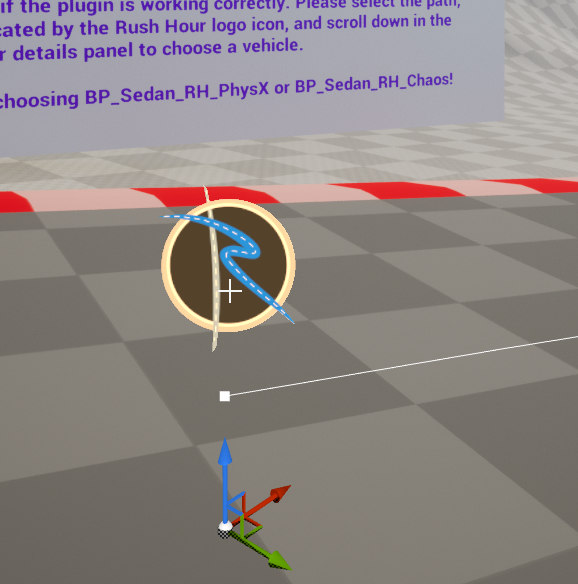 if the plugin is working correctly. Please select the path,
cated by the Rush Hour logo icon, and scroll down in the
r details panel to choose a vehicle.
choosing BP_Sedan_RH_PhysX or BP_Sedan_RH_Chaos!